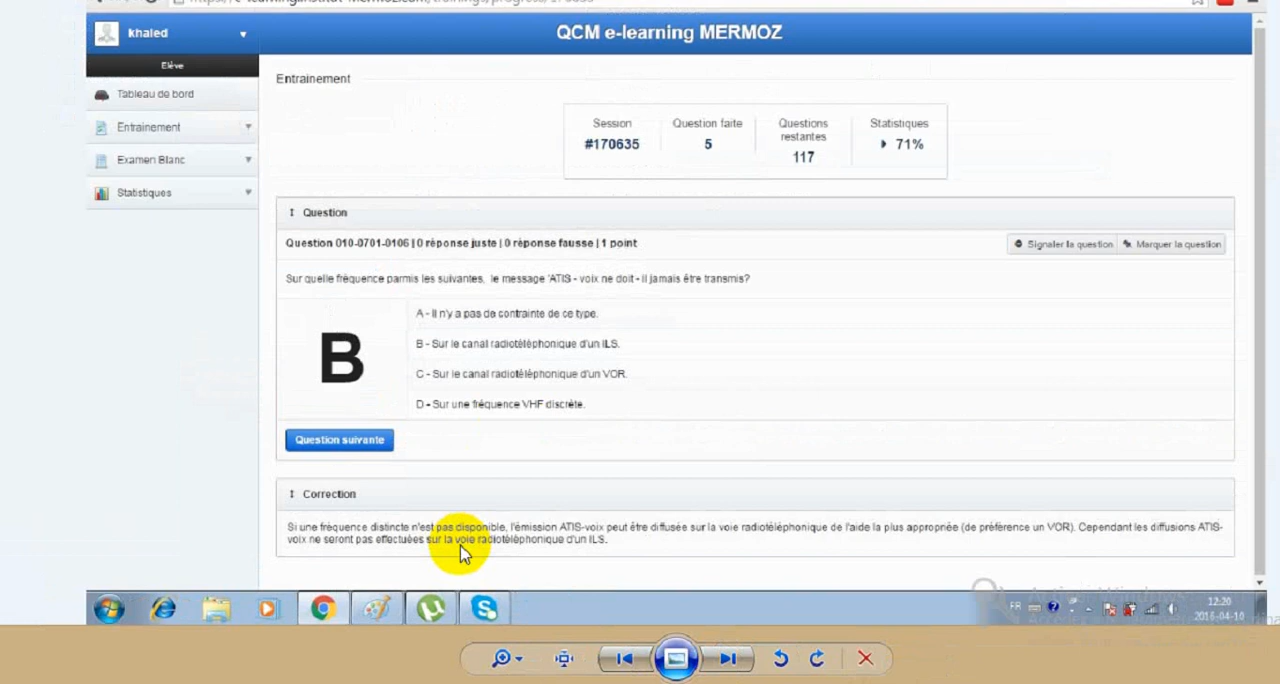 khaled
QCM e-learning MERMOZ
Elève
Tableau de bord
Entrainement
Examen Blanc
Statistiques
Entrainement
Session
#170635
Question faite
5
Questions restantes
117
Statistiques
71%
Question
Question 010-0701-0106 | 0 réponse juste | 0 réponse fausse | 1 point
Signaler la question
Marquer la question
Sur quelle fréquence parmis les suivantes, le message 'ATIS - voix ne doit - il jamais être transmis?
B
A - Il n'y a pas de contrainte de ce type.
B - Sur le canal radiotéléphonique d'un ILS.
C - Sur le canal radiotéléphonique d'un VOR.
D - Sur une fréquence VHF discrète.
Question suivante
Correction
Si une fréquence distincte n'est pas disponible, l'émission ATIS-voix peut être diffusée sur la voie radiotéléphonique de l'aide la plus appropriée (de préférence un VOR). Cependant les diffusions ATIS-
voix ne seront pas effectuées sur la voie radiotéléphonique d'un ILS.
FR
12:20
2016-04-10